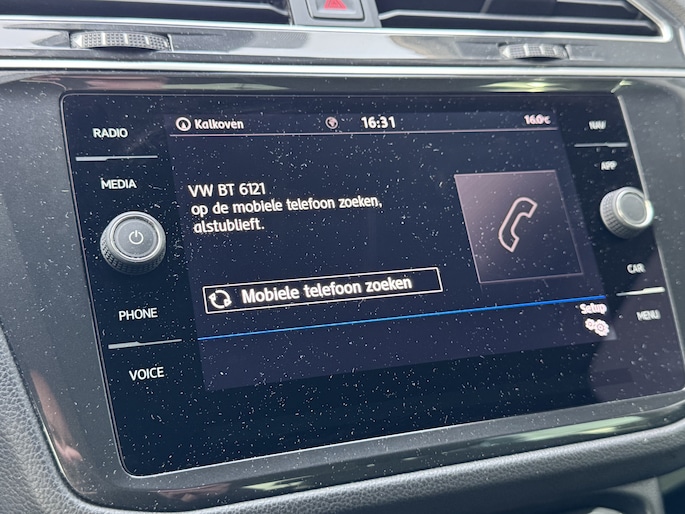 RADIO
MEDIA
PHONE
VOICE
Kalkoven 16:31 16.0°C
VW BT 6121
op de mobiele telefoon zoeken,
alstublieft.
Mobiele telefoon zoeken
Setup
NAV
APP
CAR
MENU